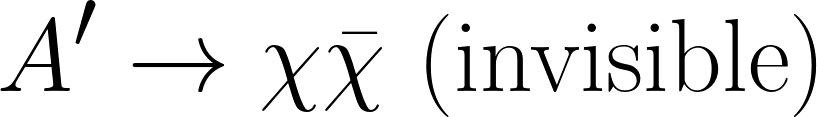 A′ → χχ̄ (invisible)